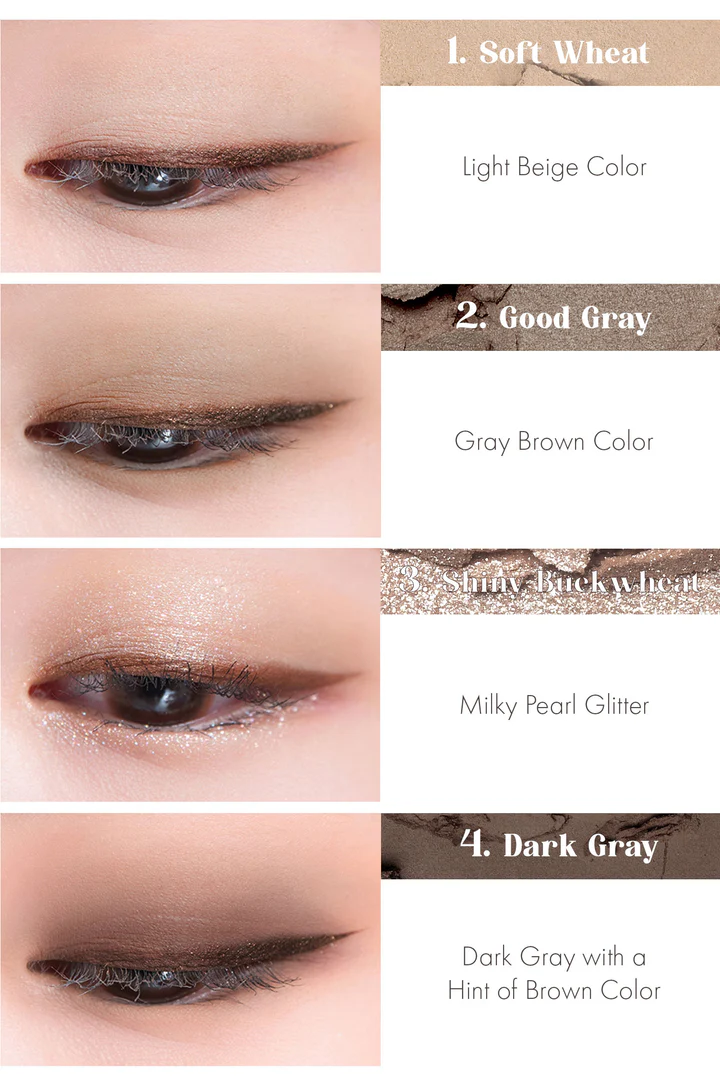 1. Soft Wheat
Light Beige Color
2. Good Gray
Gray Brown Color
3. Shiny Buckwheat
Milky Pearl Glitter
4. Dark Gray
Dark Gray with a
Hint of Brown Color